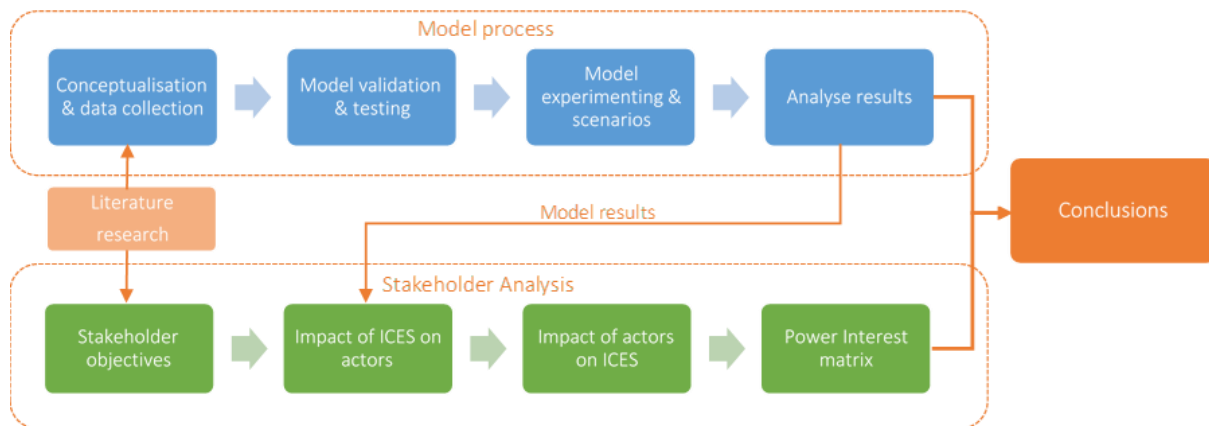 Model process
Conceptualisation
& data collection
Model validation
& testing
Model
experimenting &
scenarios
Analyse results
Literature
research
Model results
Conclusions
Stakeholder Analysis
Stakeholder
objectives
Impact of ICES on
actors
Impact of actors
on ICES
Power Interest
matrix